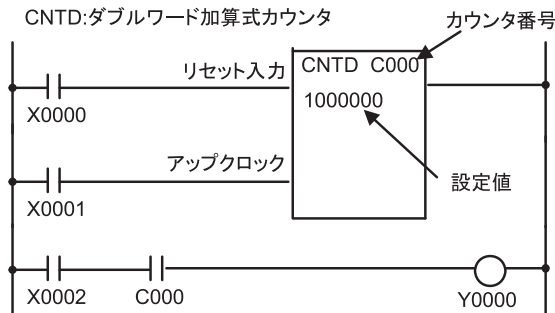 CNTD:ダブルワード加算式カウンタ
カウンタ番号
リセット入力
CNTD C000
X0000
1000000
アップクロック
設定値
X0001
X0002 C000 Y0000